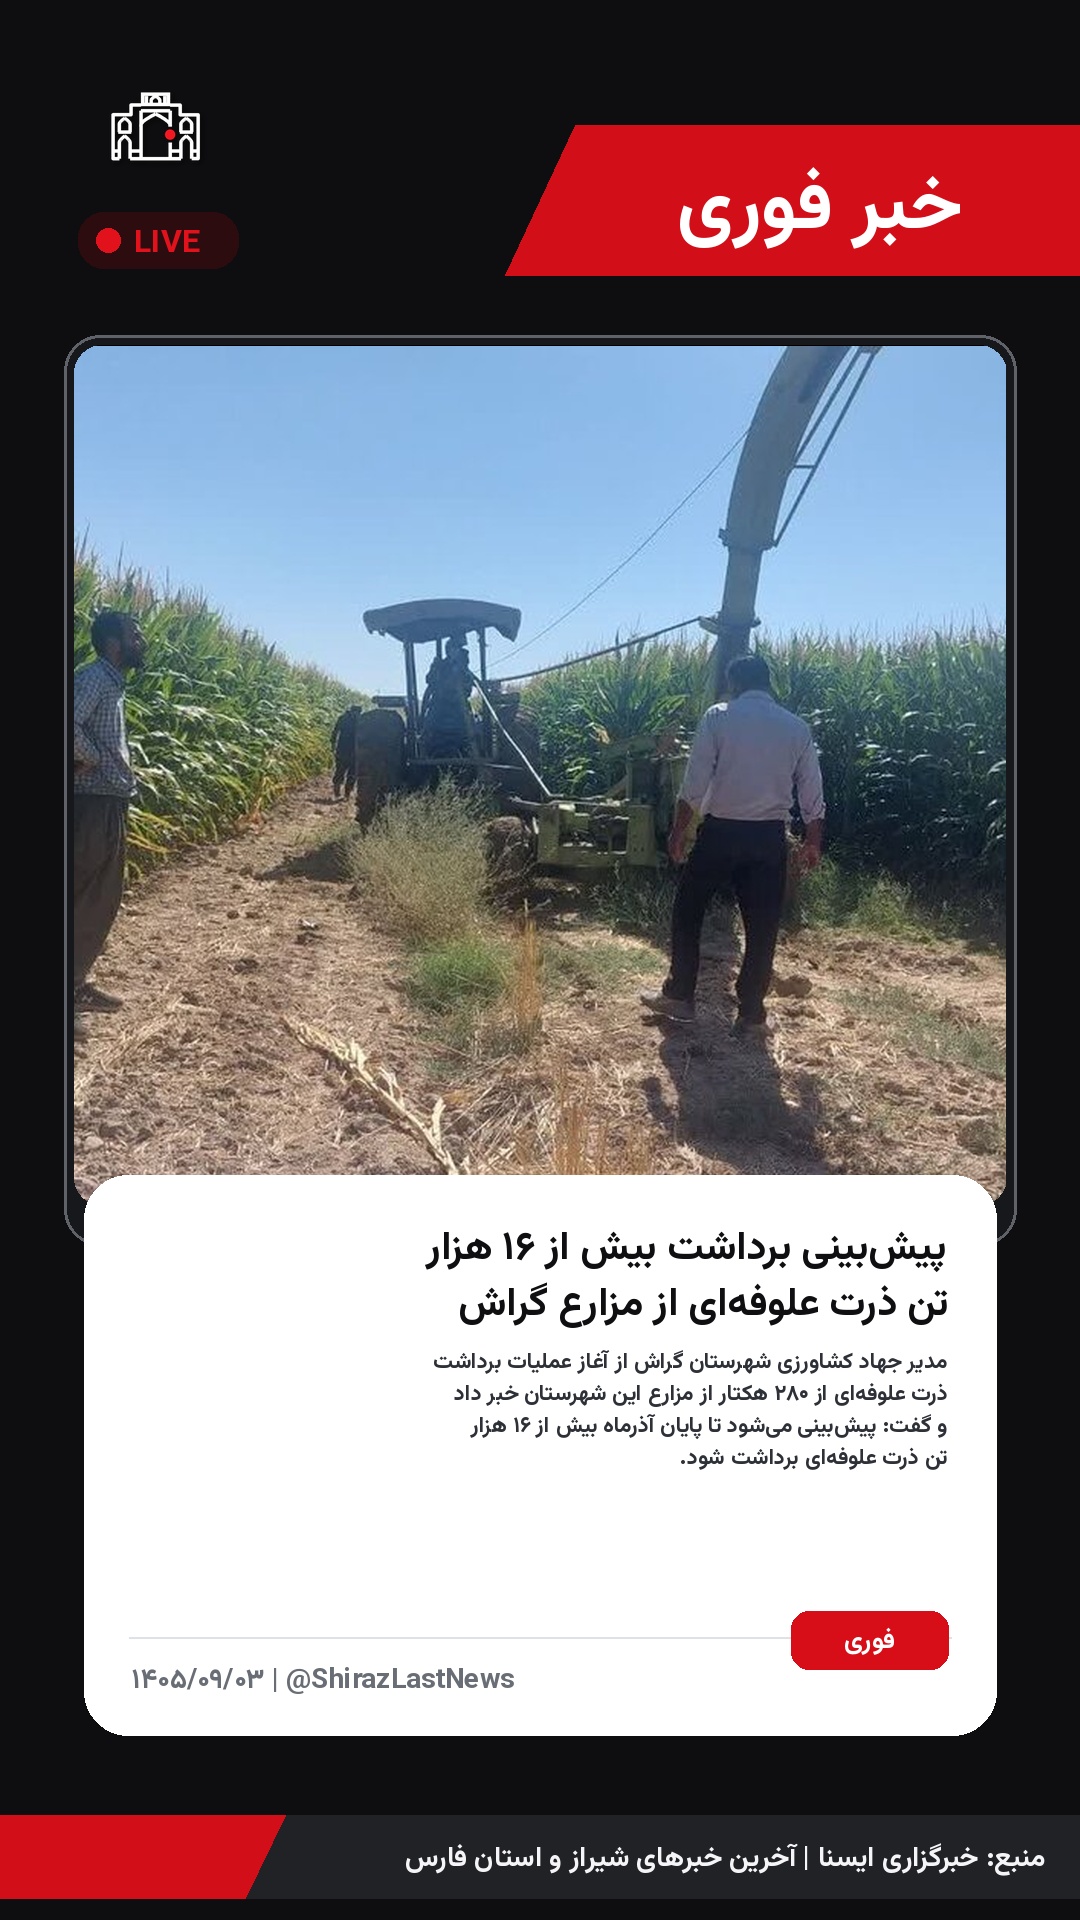 خبر فوری
LIVE
پیش‌بینی برداشت بیش از ۱۶ هزار
تن ذرت علوفه‌ای از مزارع گراش
مدیر جهاد کشاورزی شهرستان گراش از آغاز عملیات برداشت
ذرت علوفه‌ای از ۲۸۰ هکتار از مزارع این شهرستان خبر داد
و گفت: پیش‌بینی می‌شود تا پایان آذرماه بیش از ۱۶ هزار
تن ذرت علوفه‌ای برداشت شود.
فوری
۱۴۰۵/۰۹/۰۳ | @ShirazLastNews
منبع: خبرگزاری ایسنا | آخرین خبرهای شیراز و استان فارس